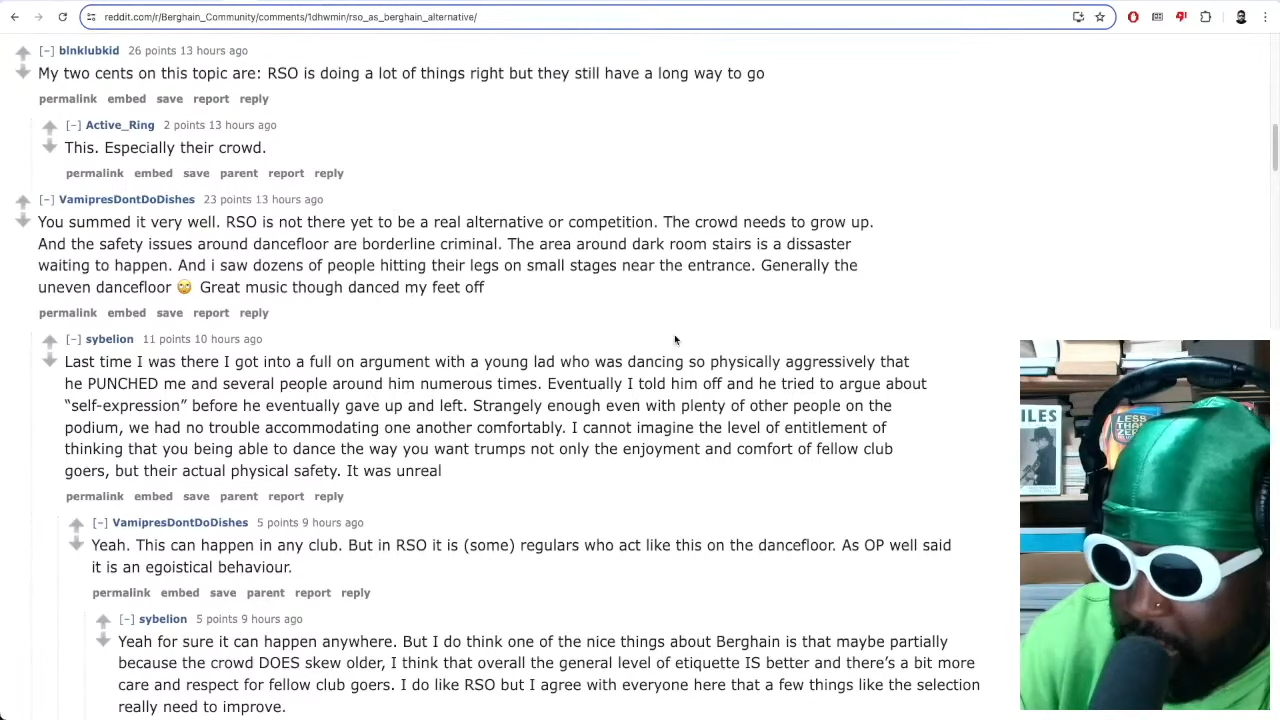 reddit.com/r/Berghain_Community/comments/1dhwmin/rso_as_berghain_alternative/
[–] blnklubkid 26 points 13 hours ago
My two cents on this topic are: RSO is doing a lot of things right but they still have a long way to go
permalink embed save report reply
[–] Active_Ring 2 points 13 hours ago
This. Especially their crowd.
permalink embed save parent report reply
[–] VamipresDontDoDishes 23 points 13 hours ago
You summed it very well. RSO is not there yet to be a real alternative or competition. The crowd needs to grow up.
And the safety issues around dancefloor are borderline criminal. The area around dark room stairs is a dissaster
waiting to happen. And i saw dozens of people hitting their legs on small stages near the entrance. Generally the
uneven dancefloor 🙄 Great music though danced my feet off
permalink embed save report reply
[–] sybelion 11 points 10 hours ago
Last time I was there I got into a full on argument with a young lad who was dancing so physically aggressively that
he PUNCHED me and several people around him numerous times. Eventually I told him off and he tried to argue about
“self-expression” before he eventually gave up and left. Strangely enough even with plenty of other people on the
podium, we had no trouble accommodating one another comfortably. I cannot imagine the level of entitlement of
thinking that you being able to dance the way you want trumps not only the enjoyment and comfort of fellow club
goers, but their actual physical safety. It was unreal
permalink embed save parent report reply
[–] VamipresDontDoDishes 5 points 9 hours ago
Yeah. This can happen in any club. But in RSO it is (some) regulars who act like this on the dancefloor. As OP well said
it is an egoistical behaviour.
permalink embed save parent report reply
[–] sybelion 5 points 9 hours ago
Yeah for sure it can happen anywhere. But I do think one of the nice things about Berghain is that maybe partially
because the crowd DOES skew older, I think that overall the general level of etiquette IS better and there’s a bit more
care and respect for fellow club goers. I do like RSO but I agree with everyone here that a few things like the selection
really need to improve.
ILES
LESS
THAN
ZERO